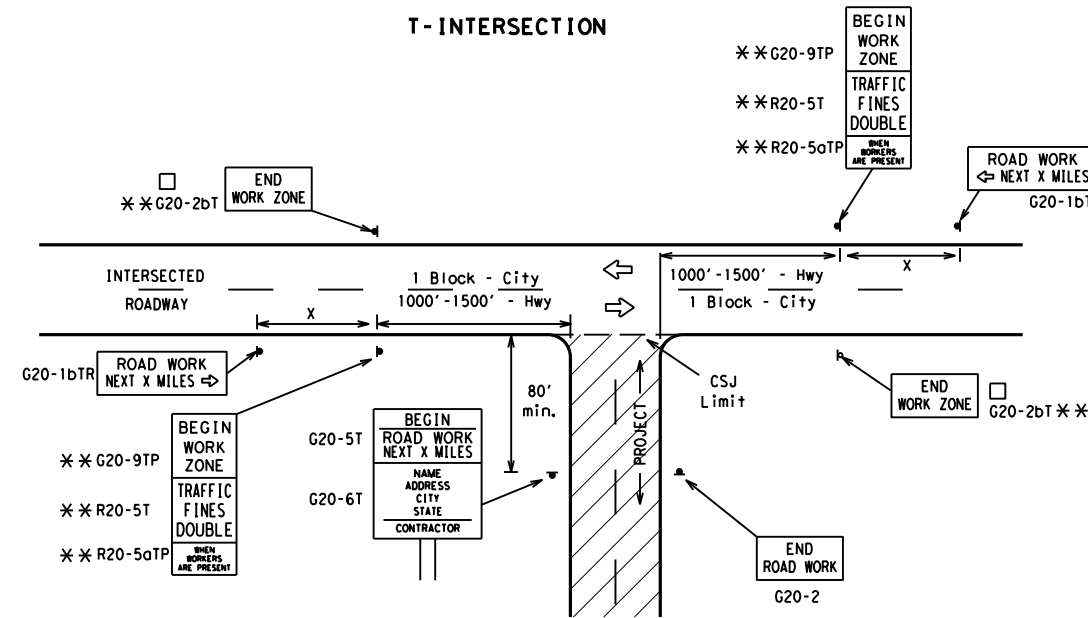 T-INTERSECTION
BEGIN
WORK
ZONE
**G20-9TP
TRAFFIC
FINES
DOUBLE
**R20-5T
WHEN
WORKERS
ARE PRESENT
**R20-5aTP
ROAD WORK
⇦ NEXT X MILES
G20-1bT
END
WORK ZONE
**G20-2bT
INTERSECTED
ROADWAY
1 Block - City
1000'-1500' - Hwy
X
1000'-1500' - Hwy
1 Block - City
X
G20-1bTR
ROAD WORK
NEXT X MILES ⇨
80'
min.
CSJ
Limit
PROJECT
END
WORK ZONE
G20-2bT **
BEGIN
WORK
ZONE
**G20-9TP
TRAFFIC
FINES
DOUBLE
**R20-5T
WHEN
WORKERS
ARE PRESENT
**R20-5aTP
G20-5T
BEGIN
ROAD WORK
NEXT X MILES
G20-6T
NAME
ADDRESS
CITY
STATE
CONTRACTOR
END
ROAD WORK
G20-2